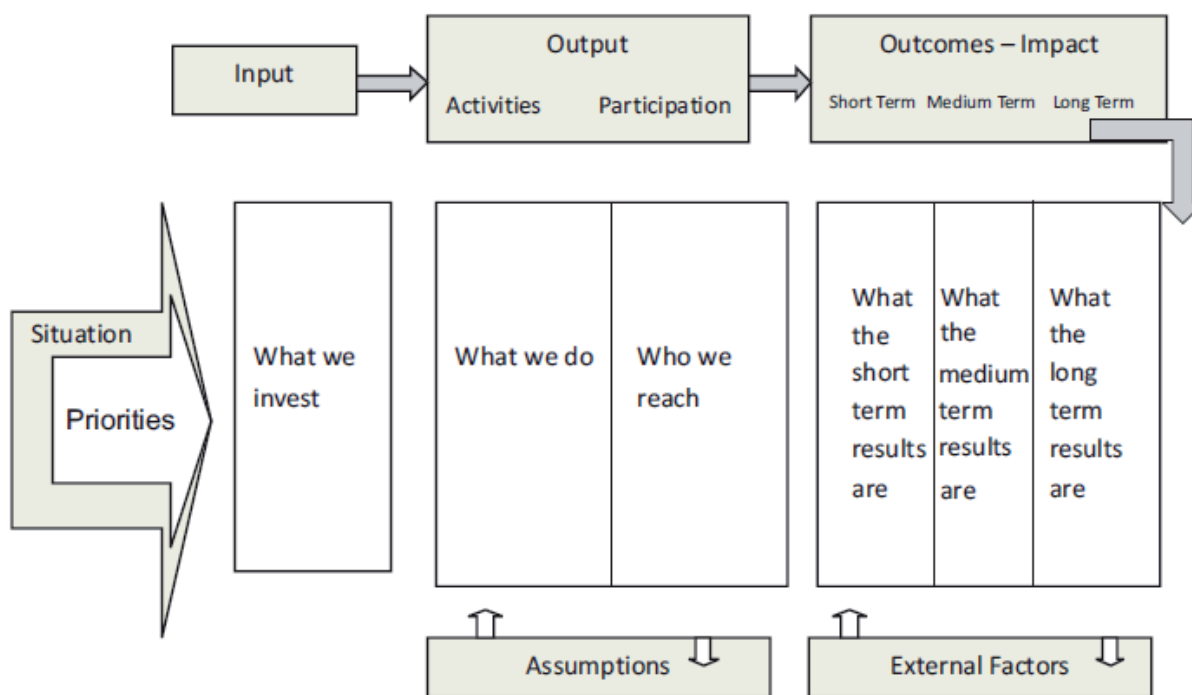 Input
Output
Activities Participation
Outcomes – Impact
Short Term Medium Term Long Term
Situation
Priorities
What we
invest
What we do
Who we
reach
What
the
short
term
results
are
What
the
medium
term
results
are
What
the
long
term
results
are
Assumptions
External Factors